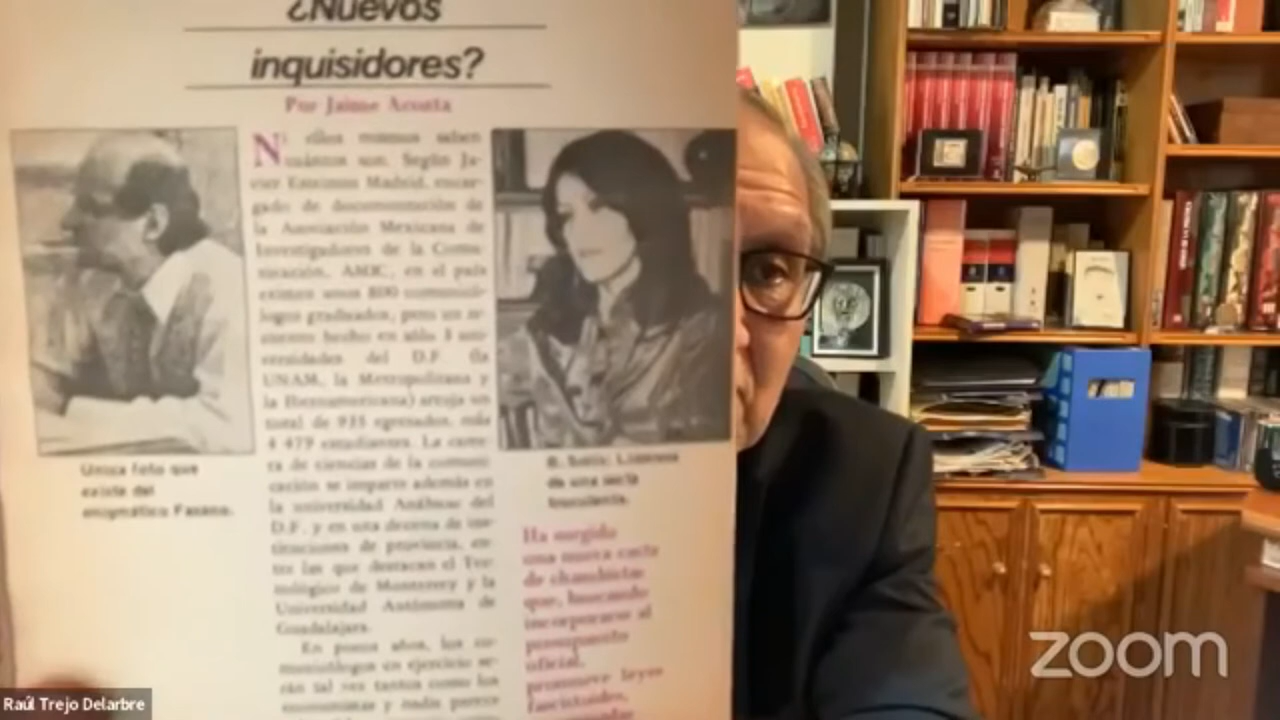 ¿Nuevos
inquisidores?
Por Jaime Acosta
Ni ellos mismos saben
cuántos son. Según Ja-
vier Madrid, encar-
gado de documentación de
la Asociación Mexicana de
Investigadores de la Comu-
nicación, AMIC, en el país
existen unos 800 comunicó-
logos graduados, pero un re-
cuento hecho en sólo 3 uni-
versidades del D.F. (la
UNAM, la Metropolitana y
la Iberoamericana) arroja un
total de 935 egresados, más
4 479 estudiantes. La carre-
ra de ciencias de la comuni-
cación se imparte además en
la universidad Anáhuac del
D.F. y en una decena de ins-
tituciones de provincia, en-
tre las que destacan el Tec-
nológico de Monterrey y la
Universidad Autónoma de
Guadalajara.
En pocos años, los co-
municólogos en ejercicio se-
rán tal vez tantos como los
economistas y nadie parece
Unica foto que
existe del
enigmático Fasano.
de una secta
truculenta.
Ha surgido
una nueva casta
de chambistas
que, buscando
incorporarse al
presupuesto
oficial,
promueve leyes
fascistoides,
Raúl Trejo Delarbre
zoom